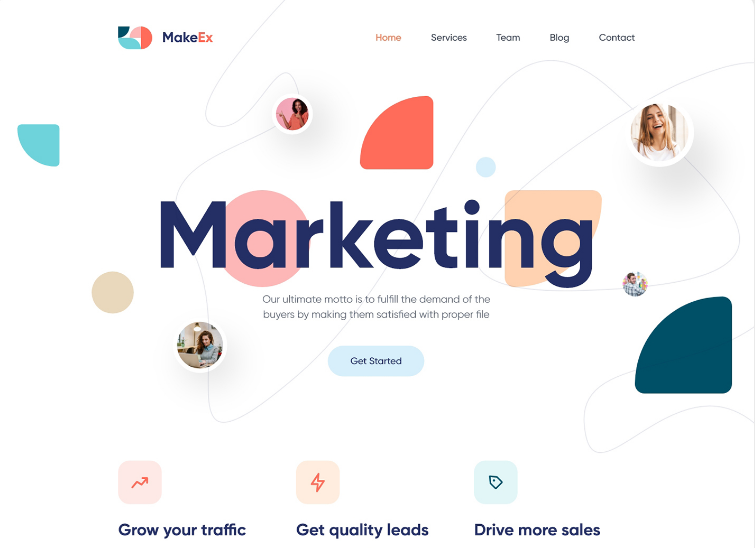 MakeEx
Home Services Team Blog Contact
Marketing
Our ultimate motto is to fulfill the demand of the
buyers by making them satisfied with proper file
Get Started
Grow your traffic Get quality leads Drive more sales